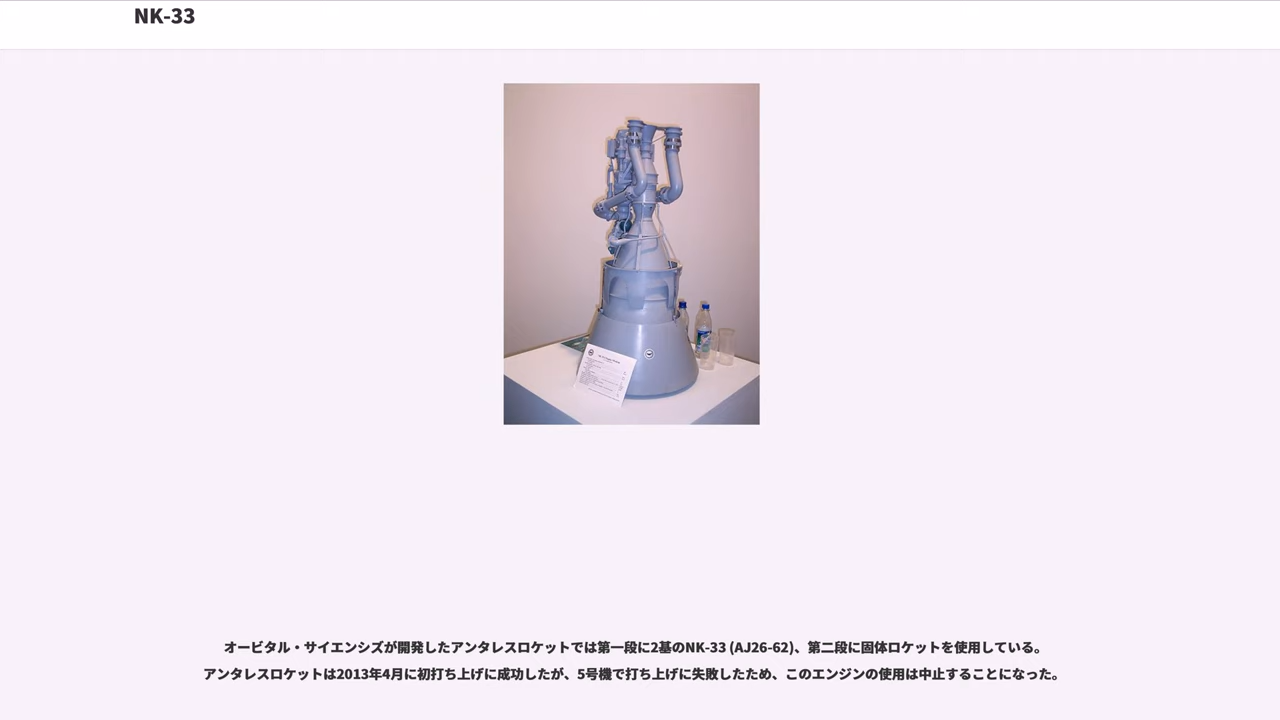 NK-33
オービタル・サイエンシズが開発したアンタレスロケットでは第一段に2基のNK-33 (AJ26-62)、第二段に固体ロケットを使用している。
アンタレスロケットは2013年4月に初打ち上げに成功したが、5号機で打ち上げに失敗したため、このエンジンの使用は中止することになった。